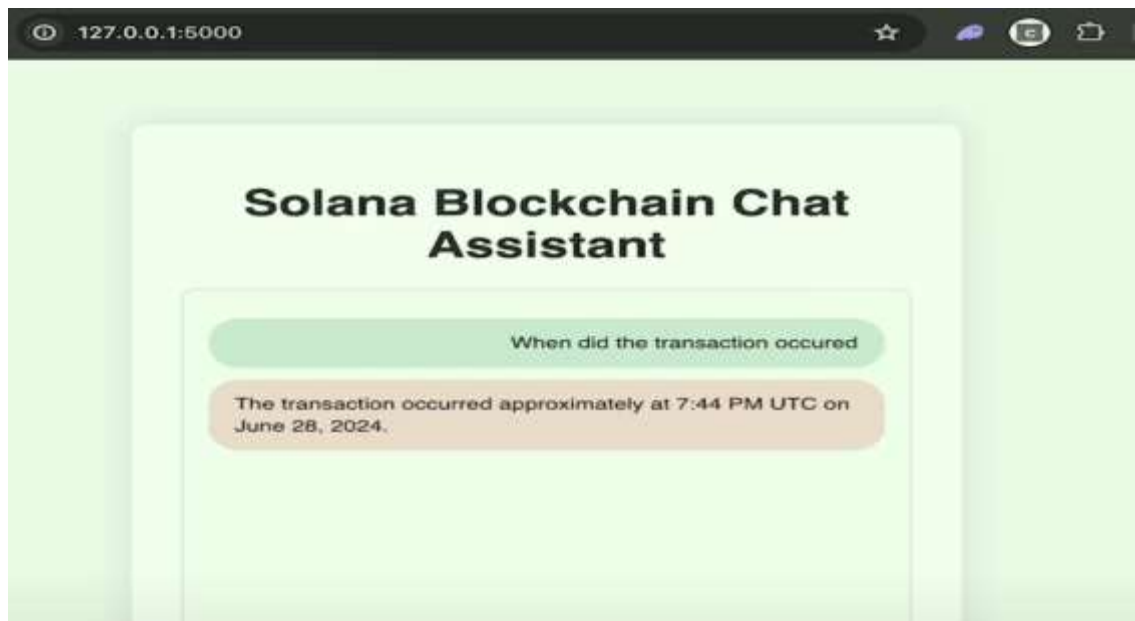 127.0.0.1:5000
Solana Blockchain Chat
Assistant
When did the transaction occured
The transaction occurred approximately at 7:44 PM UTC on
June 28, 2024.